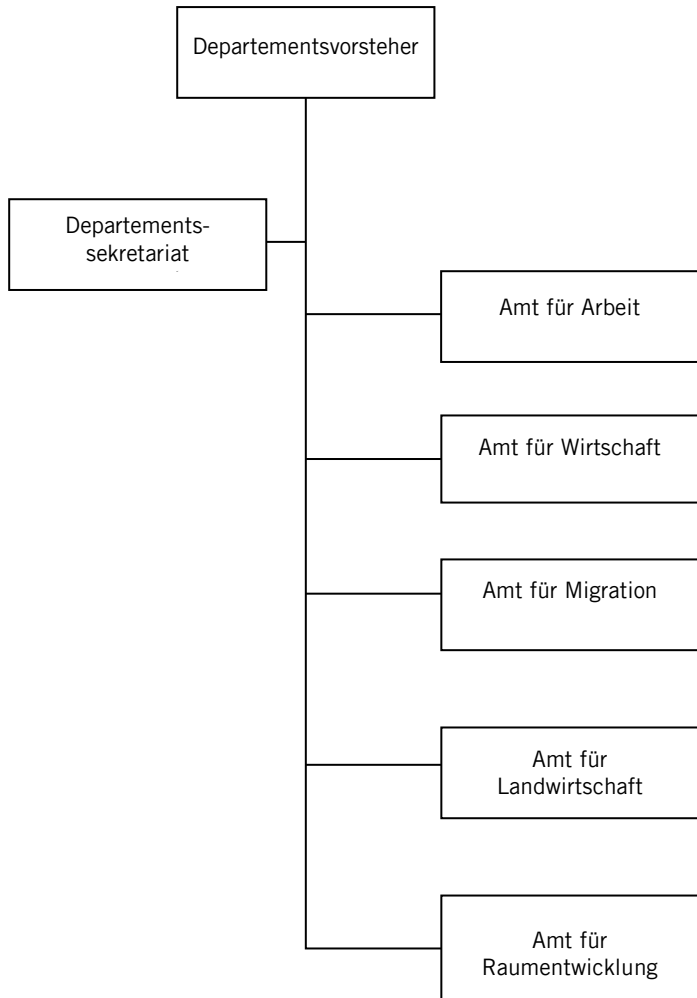 Departementsvorsteher
Departements-
sekretariat
Amt für Arbeit
Amt für Wirtschaft
Amt für Migration
Amt für
Landwirtschaft
Amt für
Raumentwicklung